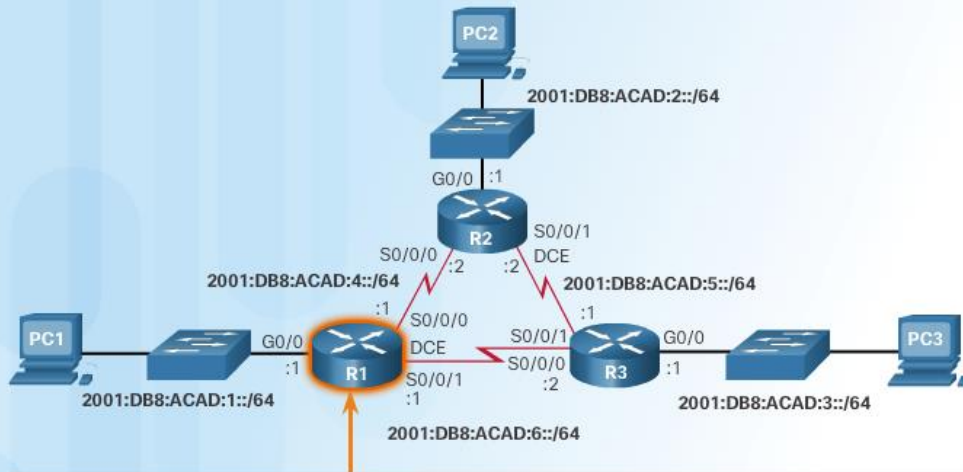 PC2
2001:DB8:ACAD:2::/64
G0/0 :1
R2
S0/0/1
DCE
S0/0/0
:2 :2
2001:DB8:ACAD:4::/64
2001:DB8:ACAD:5::/64
:1 :1
S0/0/0
DCE
PC1
G0/0
:1
R1
S0/0/1
:1
2001:DB8:ACAD:1::/64
S0/0/1
S0/0/0
:2
R3
G0/0
:1
PC3
2001:DB8:ACAD:3::/64
2001:DB8:ACAD:6::/64